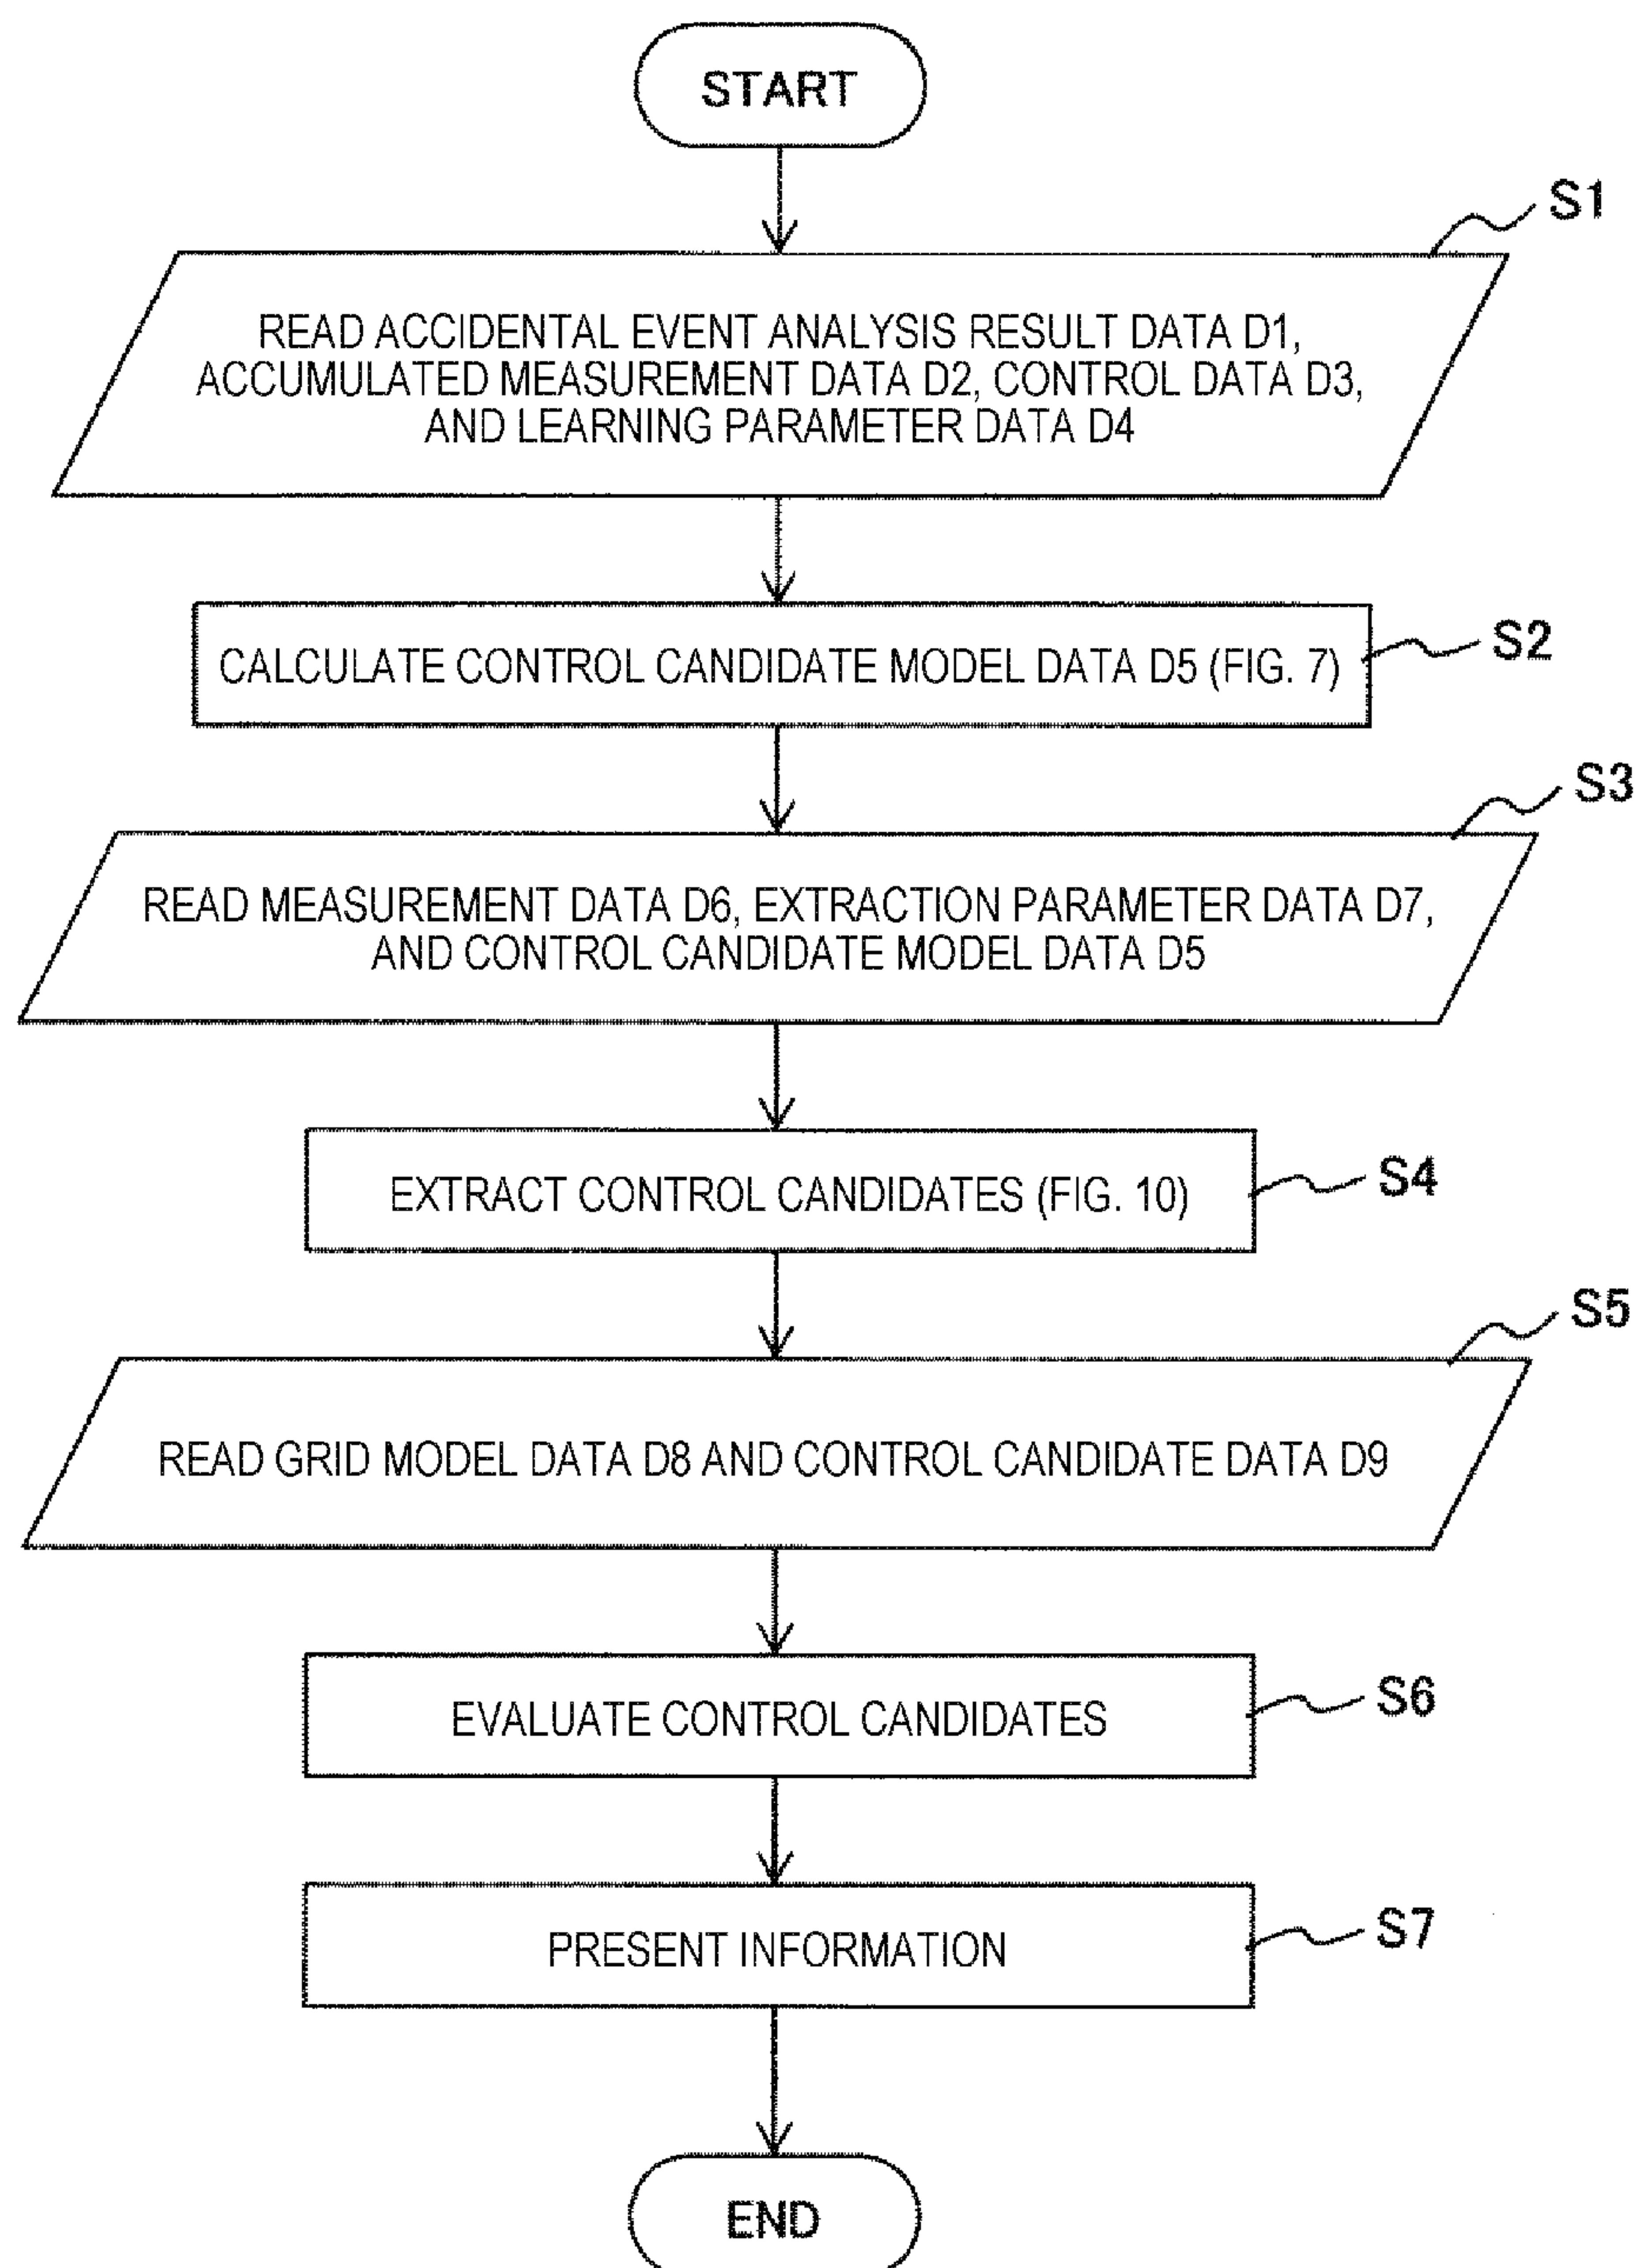 START
S1
READ ACCIDENTAL EVENT ANALYSIS RESULT DATA D1,
ACCUMULATED MEASUREMENT DATA D2, CONTROL DATA D3,
AND LEARNING PARAMETER DATA D4
S2
CALCULATE CONTROL CANDIDATE MODEL DATA D5 (FIG. 7)
S3
READ MEASUREMENT DATA D6, EXTRACTION PARAMETER DATA D7,
AND CONTROL CANDIDATE MODEL DATA D5
S4
EXTRACT CONTROL CANDIDATES (FIG. 10)
S5
READ GRID MODEL DATA D8 AND CONTROL CANDIDATE DATA D9
S6
EVALUATE CONTROL CANDIDATES
S7
PRESENT INFORMATION
END